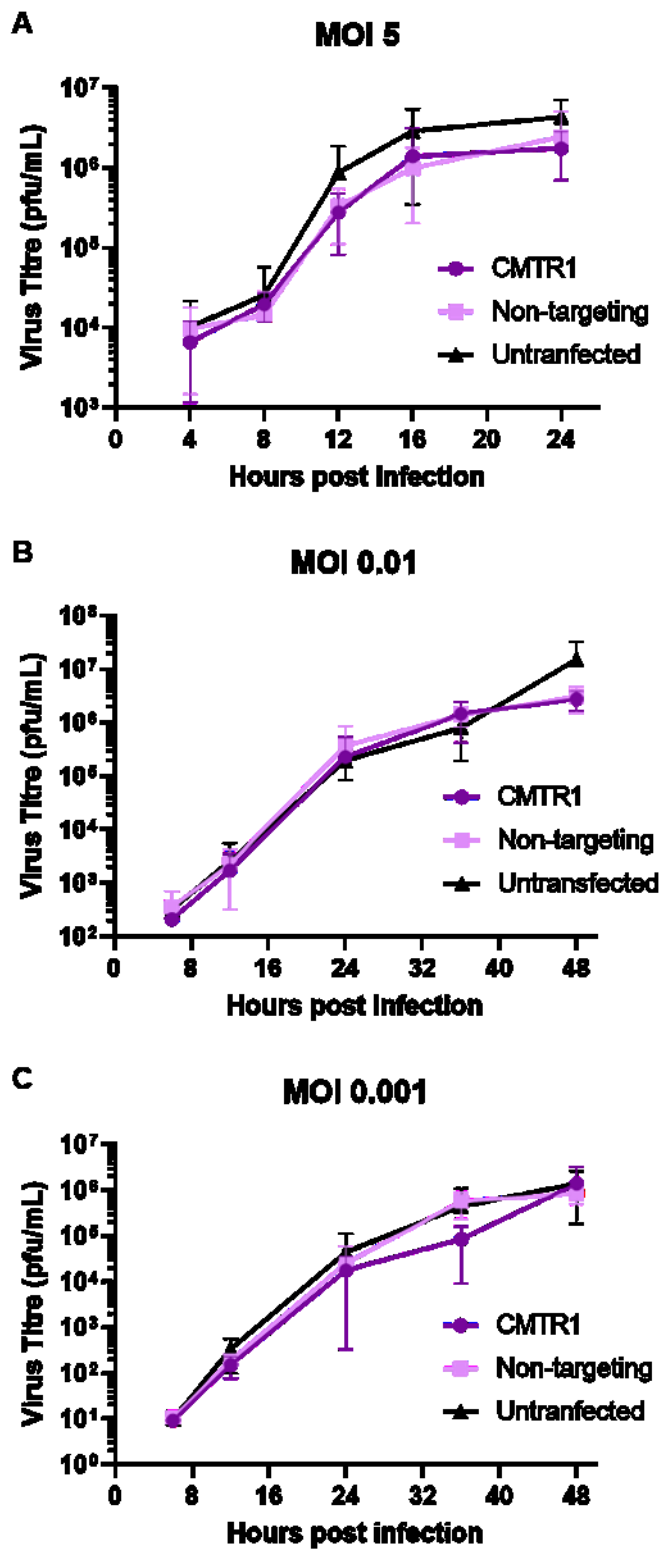 A
MOI 5
Virus Titre (pfu/mL)
10⁷
10⁶
10⁵
10⁴
10³
CMTR1
Non-targeting
Untranfected
0 4 8 12 16 20 24
Hours post Infection
B
MOI 0.01
Virus Titre (pfu/mL)
10⁸
10⁷
10⁶
10⁵
10⁴
10³
10²
CMTR1
Non-targeting
Untransfected
0 8 16 24 32 40 48
Hours post Infection
C
MOI 0.001
Virus Titre (pfu/mL)
10⁷
10⁶
10⁵
10⁴
10³
10²
10¹
10⁰
CMTR1
Non-targeting
Untranfected
0 8 16 24 32 40 48
Hours post infection